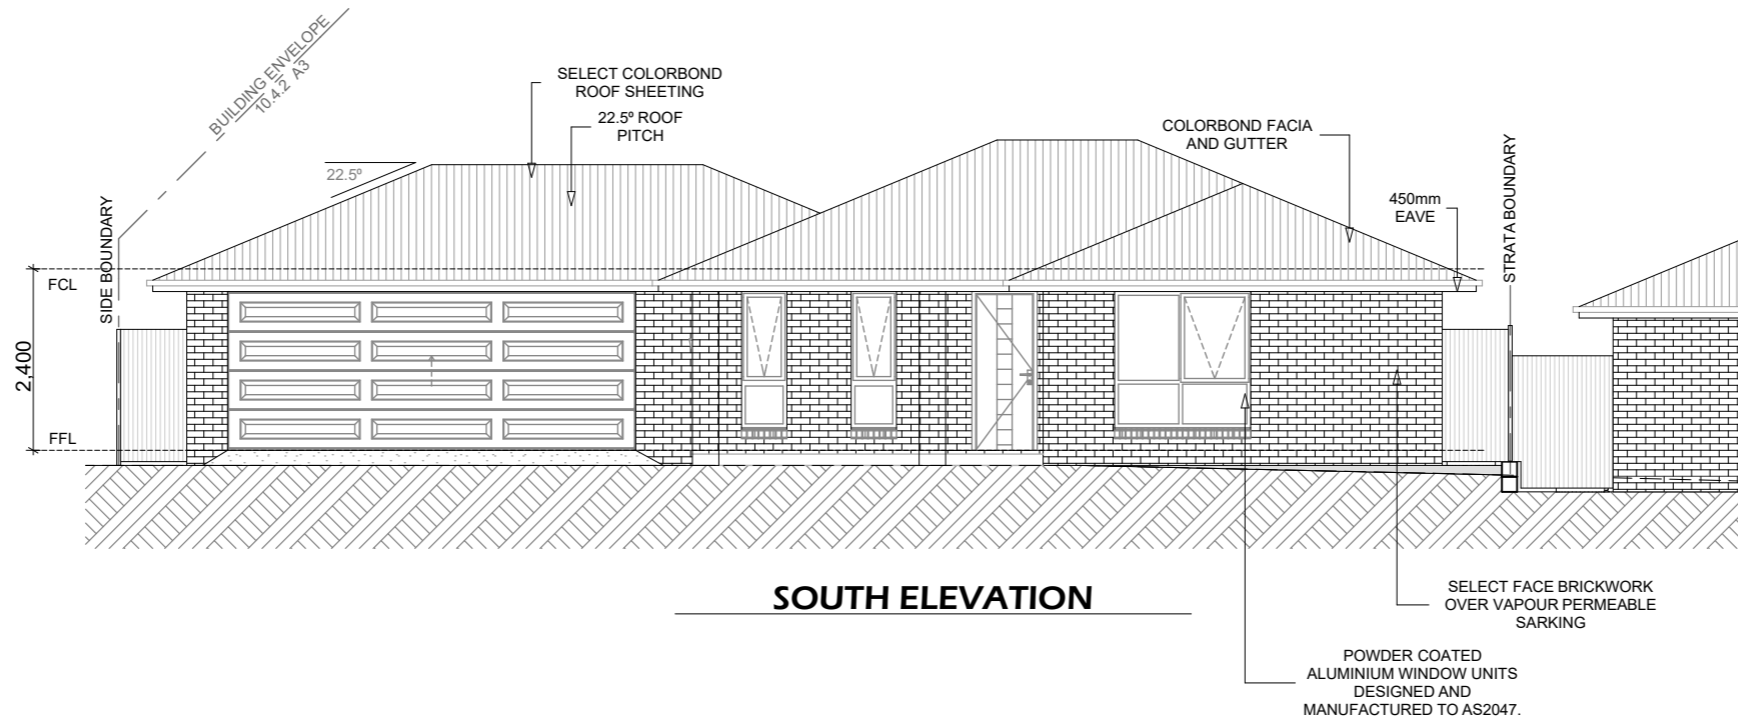 BUILDING ENVELOPE
10.4.2 A3
SELECT COLORBOND
ROOF SHEETING
22.5º ROOF
PITCH
COLORBOND FACIA
AND GUTTER
22.5º
450mm
EAVE
SIDE BOUNDARY
STRATA BOUNDARY
FCL
2,400
FFL
SOUTH ELEVATION
SELECT FACE BRICKWORK
OVER VAPOUR PERMEABLE
SARKING
POWDER COATED
ALUMINIUM WINDOW UNITS
DESIGNED AND
MANUFACTURED TO AS2047.